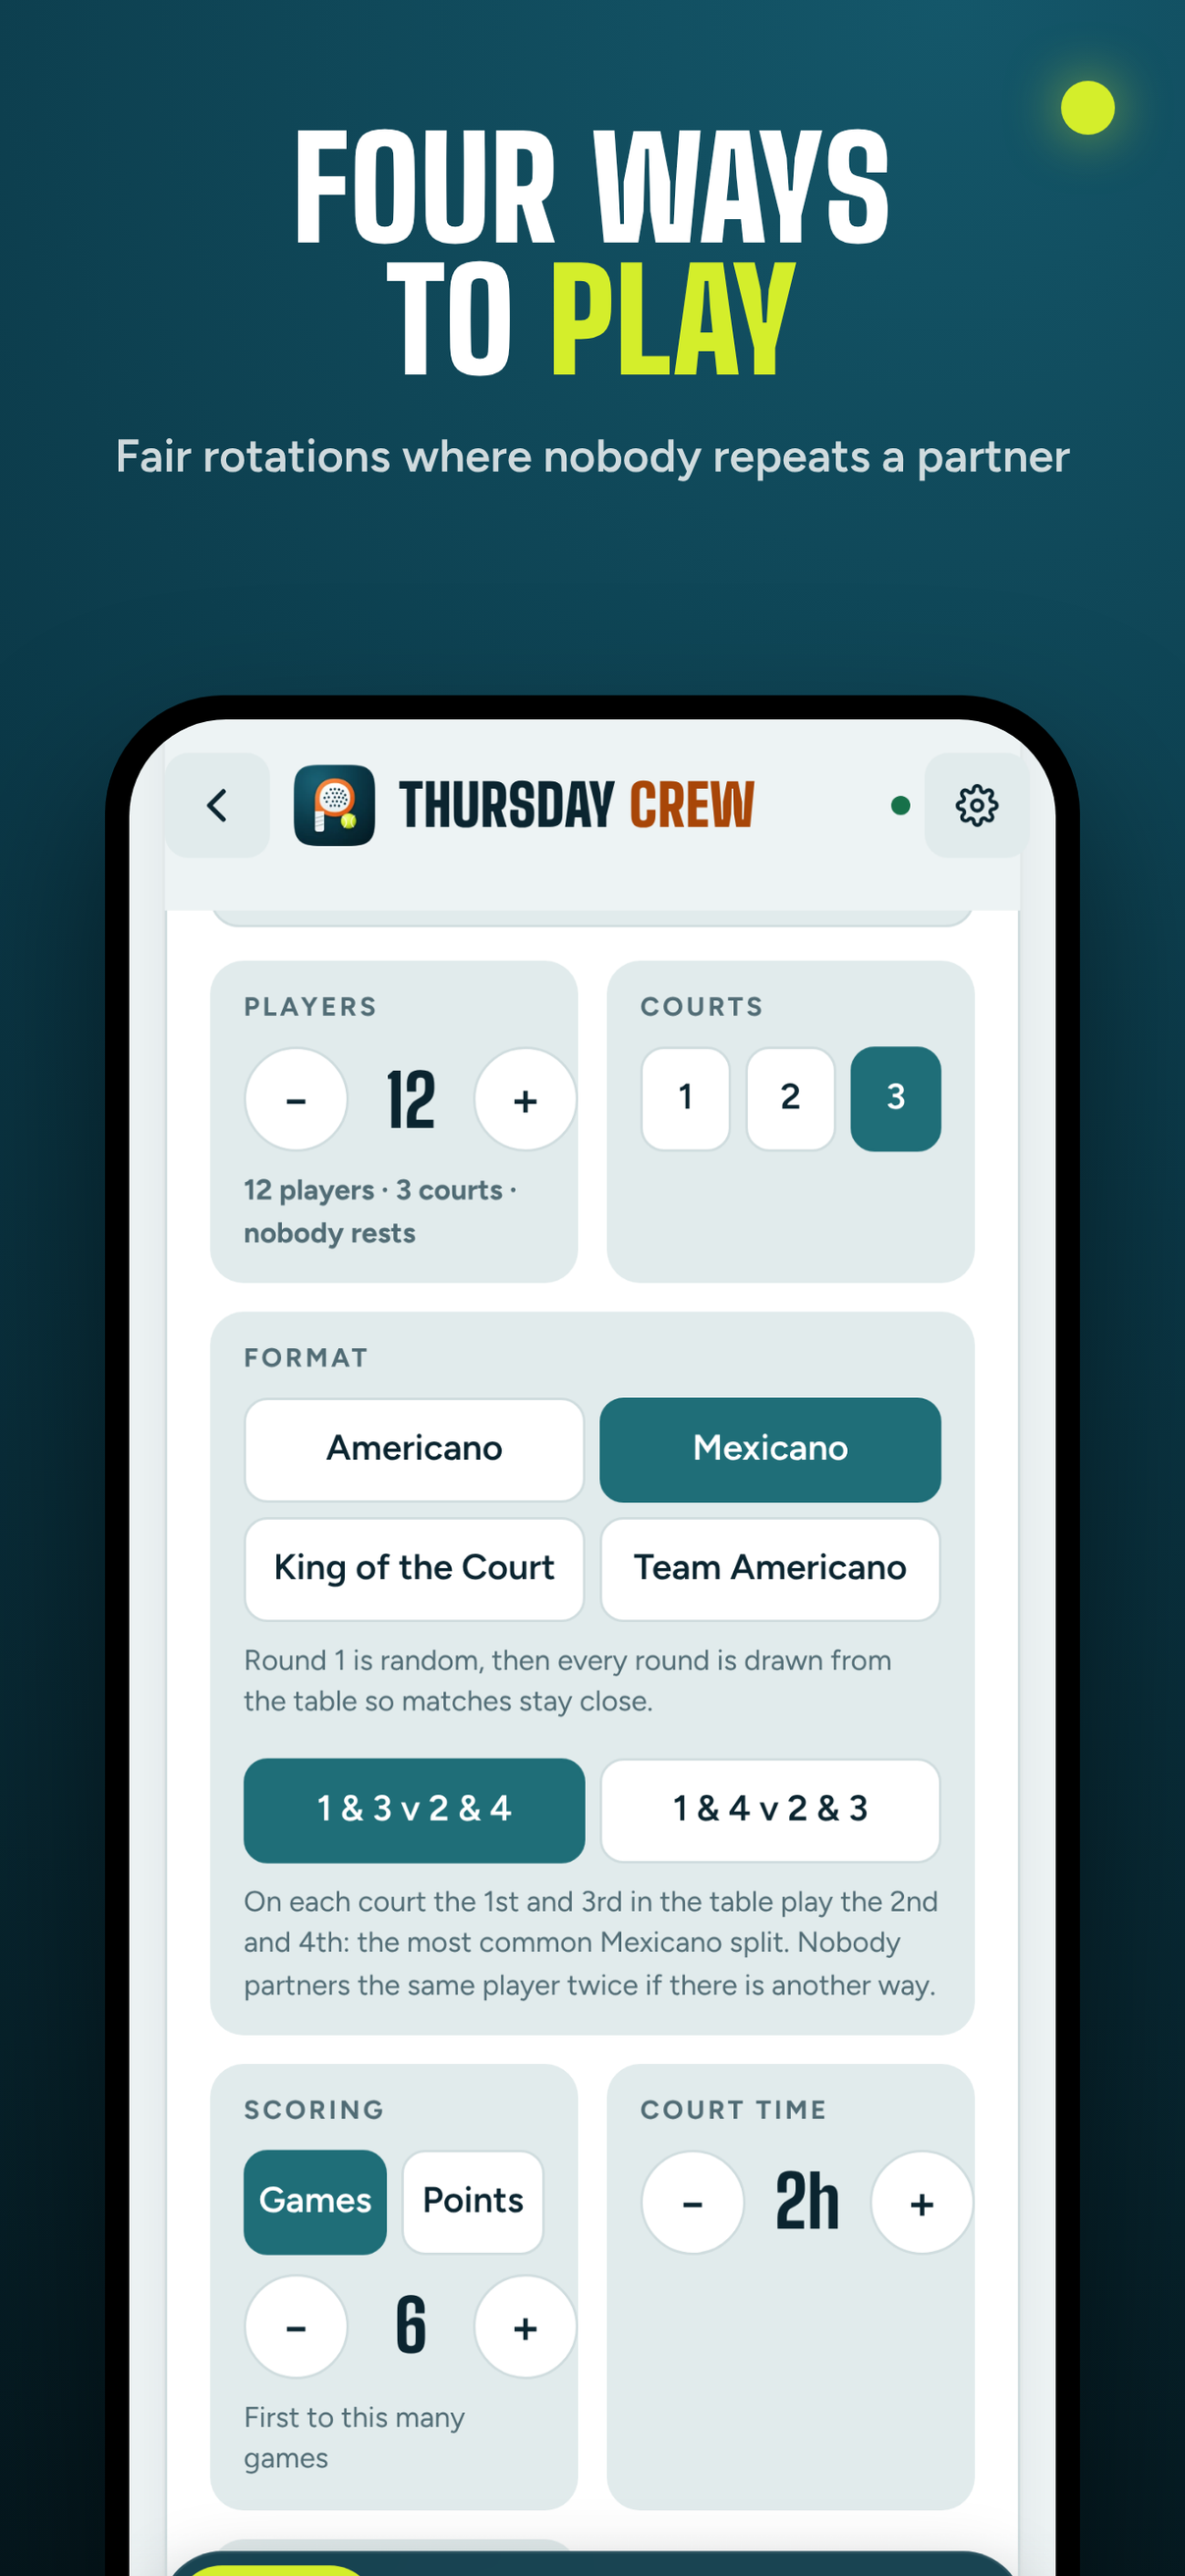 FOUR WAYS
TO PLAY
Fair rotations where nobody repeats a partner
THURSDAY CREW
PLAYERS
− 12 +
12 players · 3 courts ·
nobody rests
COURTS
1 2 3
FORMAT
Americano Mexicano
King of the Court Team Americano
Round 1 is random, then every round is drawn from
the table so matches stay close.
1 & 3 v 2 & 4 1 & 4 v 2 & 3
On each court the 1st and 3rd in the table play the 2nd
and 4th: the most common Mexicano split. Nobody
partners the same player twice if there is another way.
SCORING
Games Points
− 6 +
First to this many
games
COURT TIME
− 2h +